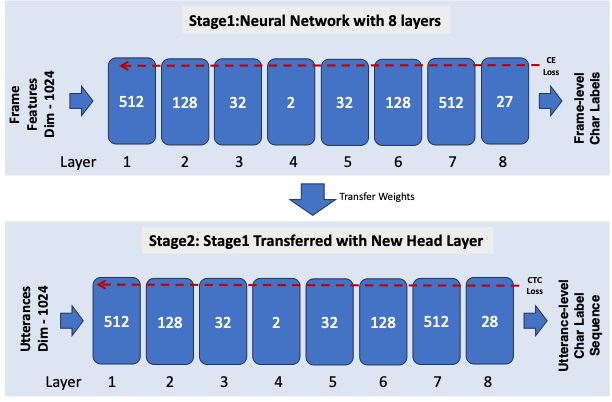 Stage1:Neural Network with 8 layers
Frame
Features
Dim - 1024
CE
Loss
512 128 32 2 32 128 512 27
Frame-level
Char Labels
Layer 1 2 3 4 5 6 7 8
Transfer Weights
Stage2: Stage1 Transferred with New Head Layer
Utterances
Dim - 1024
CTC
Loss
512 128 32 2 32 128 512 28
Utterance-level
Char Label
Sequence
Layer 1 2 3 4 5 6 7 8